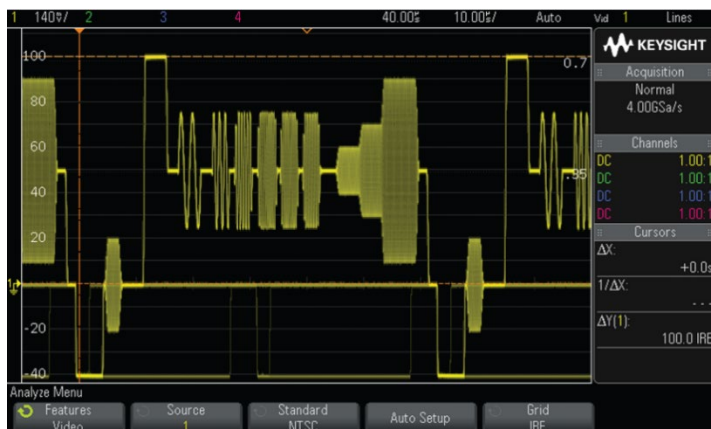 1 140▽/ 2 3 4 40.00s 10.00s/ Auto Vid 1 Lines
KEYSIGHT
Acquisition
Normal
4.00GSa/s
Channels
DC 1.00:1
DC 1.00:1
DC 1.00:1
DC 1.00:1
Cursors
ΔX:
+0.0s
1/ΔX:
---
ΔY(1):
100.0 IRE
100
0.7
80
60
.35
40
20
1
-20
-40
Analyze Menu
Features
Video
Source
1
Standard
NTSC
Auto Setup
Grid
IRE